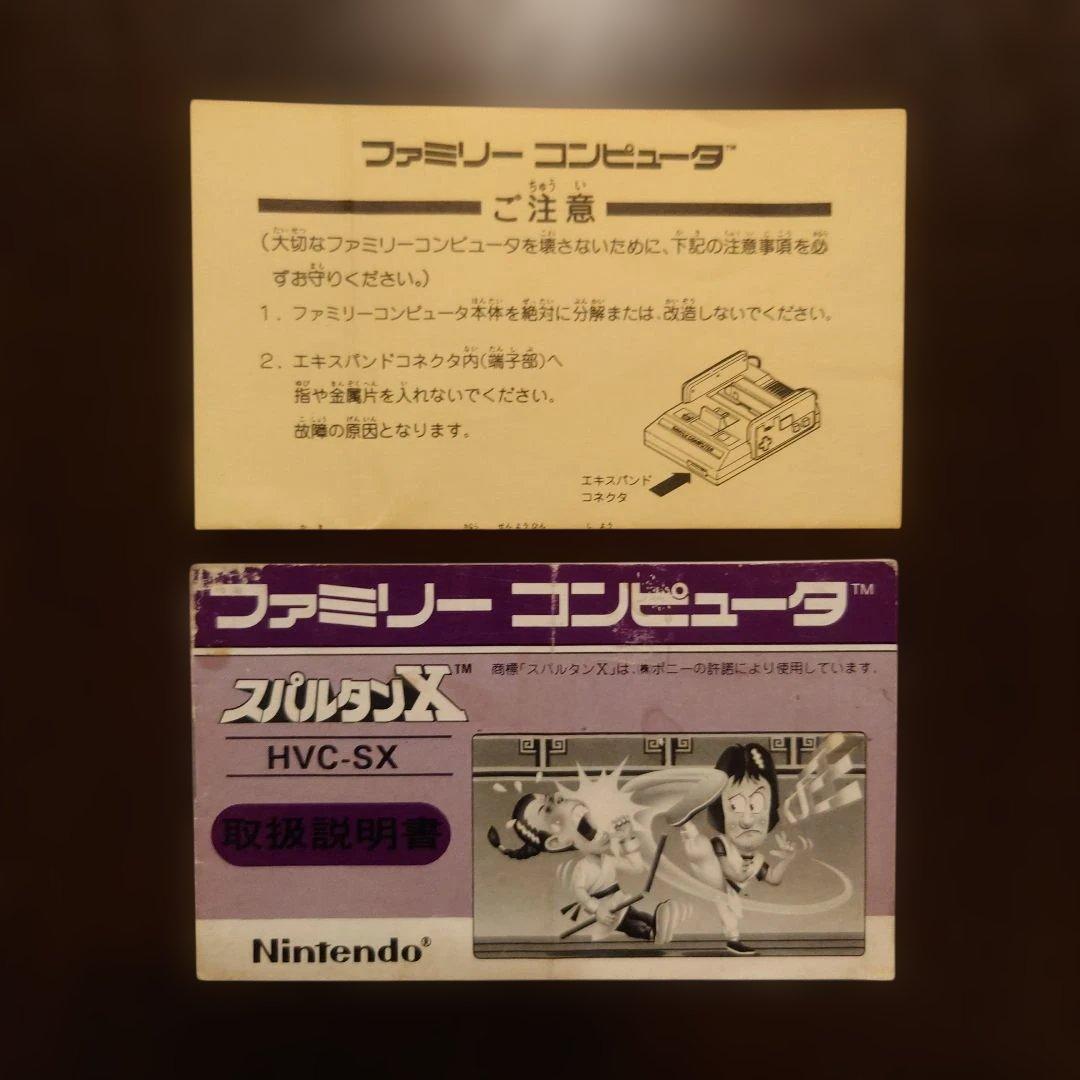 ファミリー コンピュータ™
ご注意
(大切なファミリーコンピュータを壊さないために、下記の注意事項を必
ずお守りください。)
1. ファミリーコンピュータ本体を絶対に分解または、改造しないでください。
2. エキスパンドコネクタ内(端子部)へ
指や金属片を入れないでください。
故障の原因となります。
エキスパンド
コネクタ
ファミリー コンピュータ™
スパルタンX™
商標「スパルタンX」は、㈱ポニーの許諾により使用しています。
HVC-SX
取扱説明書
Nintendo®